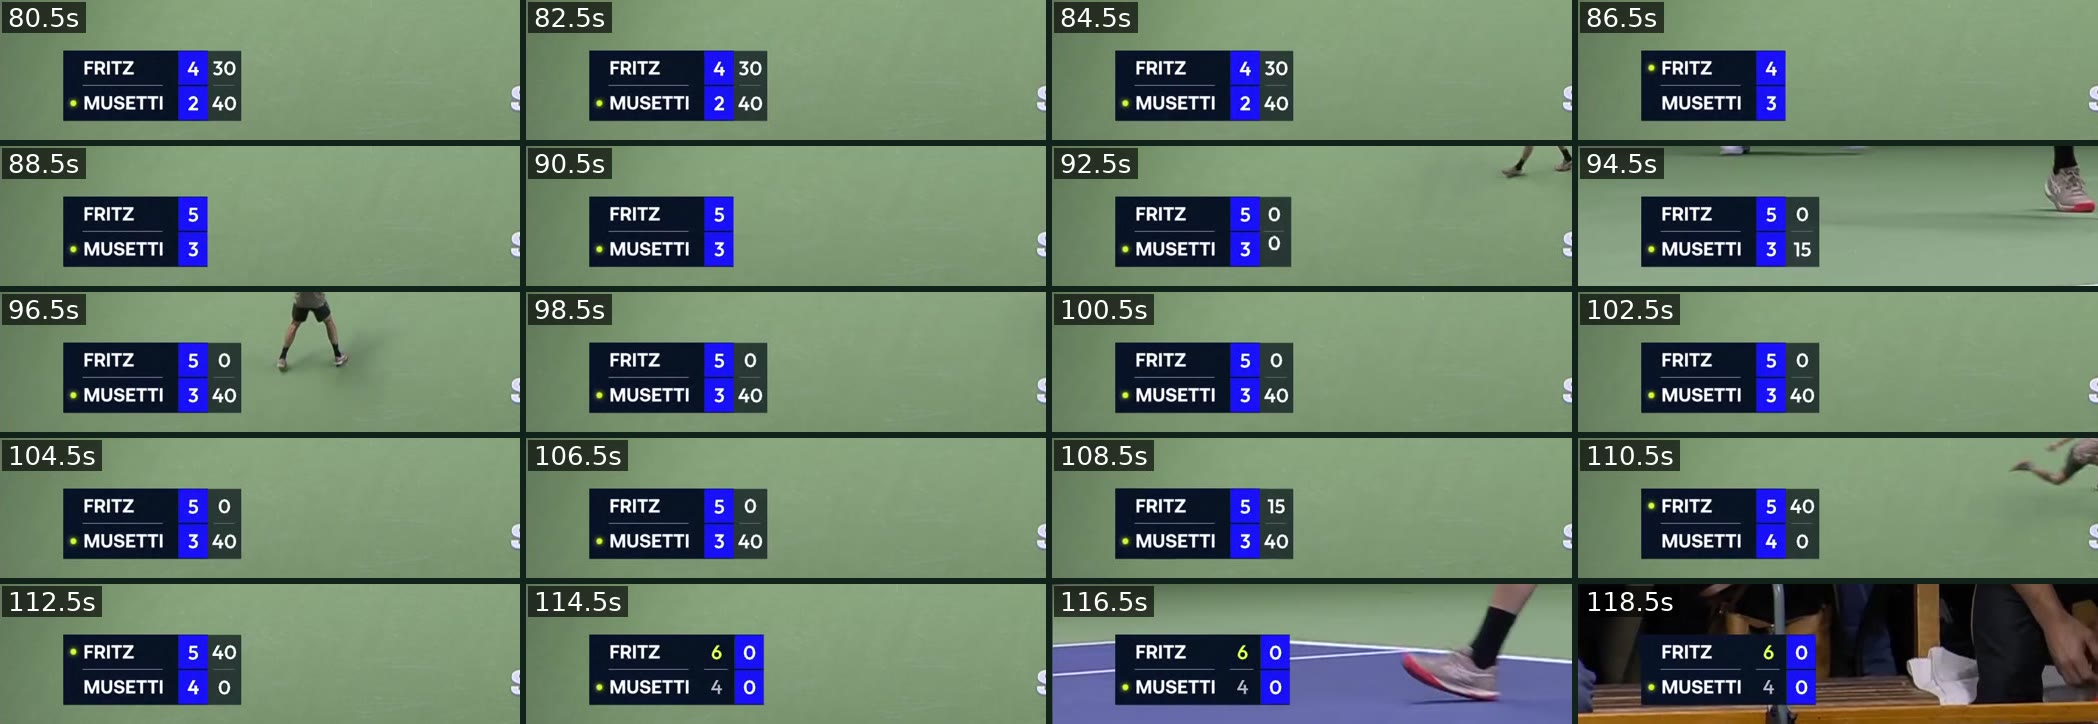 80.5s
FRITZ 4 30
MUSETTI 2 40
82.5s
FRITZ 4 30
MUSETTI 2 40
84.5s
FRITZ 4 30
MUSETTI 2 40
86.5s
FRITZ 4
MUSETTI 3
88.5s
FRITZ 5
MUSETTI 3
90.5s
FRITZ 5
MUSETTI 3
92.5s
FRITZ 5 0
MUSETTI 3 0
94.5s
FRITZ 5 0
MUSETTI 3 15
96.5s
FRITZ 5 0
MUSETTI 3 40
98.5s
FRITZ 5 0
MUSETTI 3 40
100.5s
FRITZ 5 0
MUSETTI 3 40
102.5s
FRITZ 5 0
MUSETTI 3 40
104.5s
FRITZ 5 0
MUSETTI 3 40
106.5s
FRITZ 5 0
MUSETTI 3 40
108.5s
FRITZ 5 15
MUSETTI 3 40
110.5s
FRITZ 5 40
MUSETTI 4 0
112.5s
FRITZ 5 40
MUSETTI 4 0
114.5s
FRITZ 6 0
MUSETTI 4 0
116.5s
FRITZ 6 0
MUSETTI 4 0
118.5s
FRITZ 6 0
MUSETTI 4 0